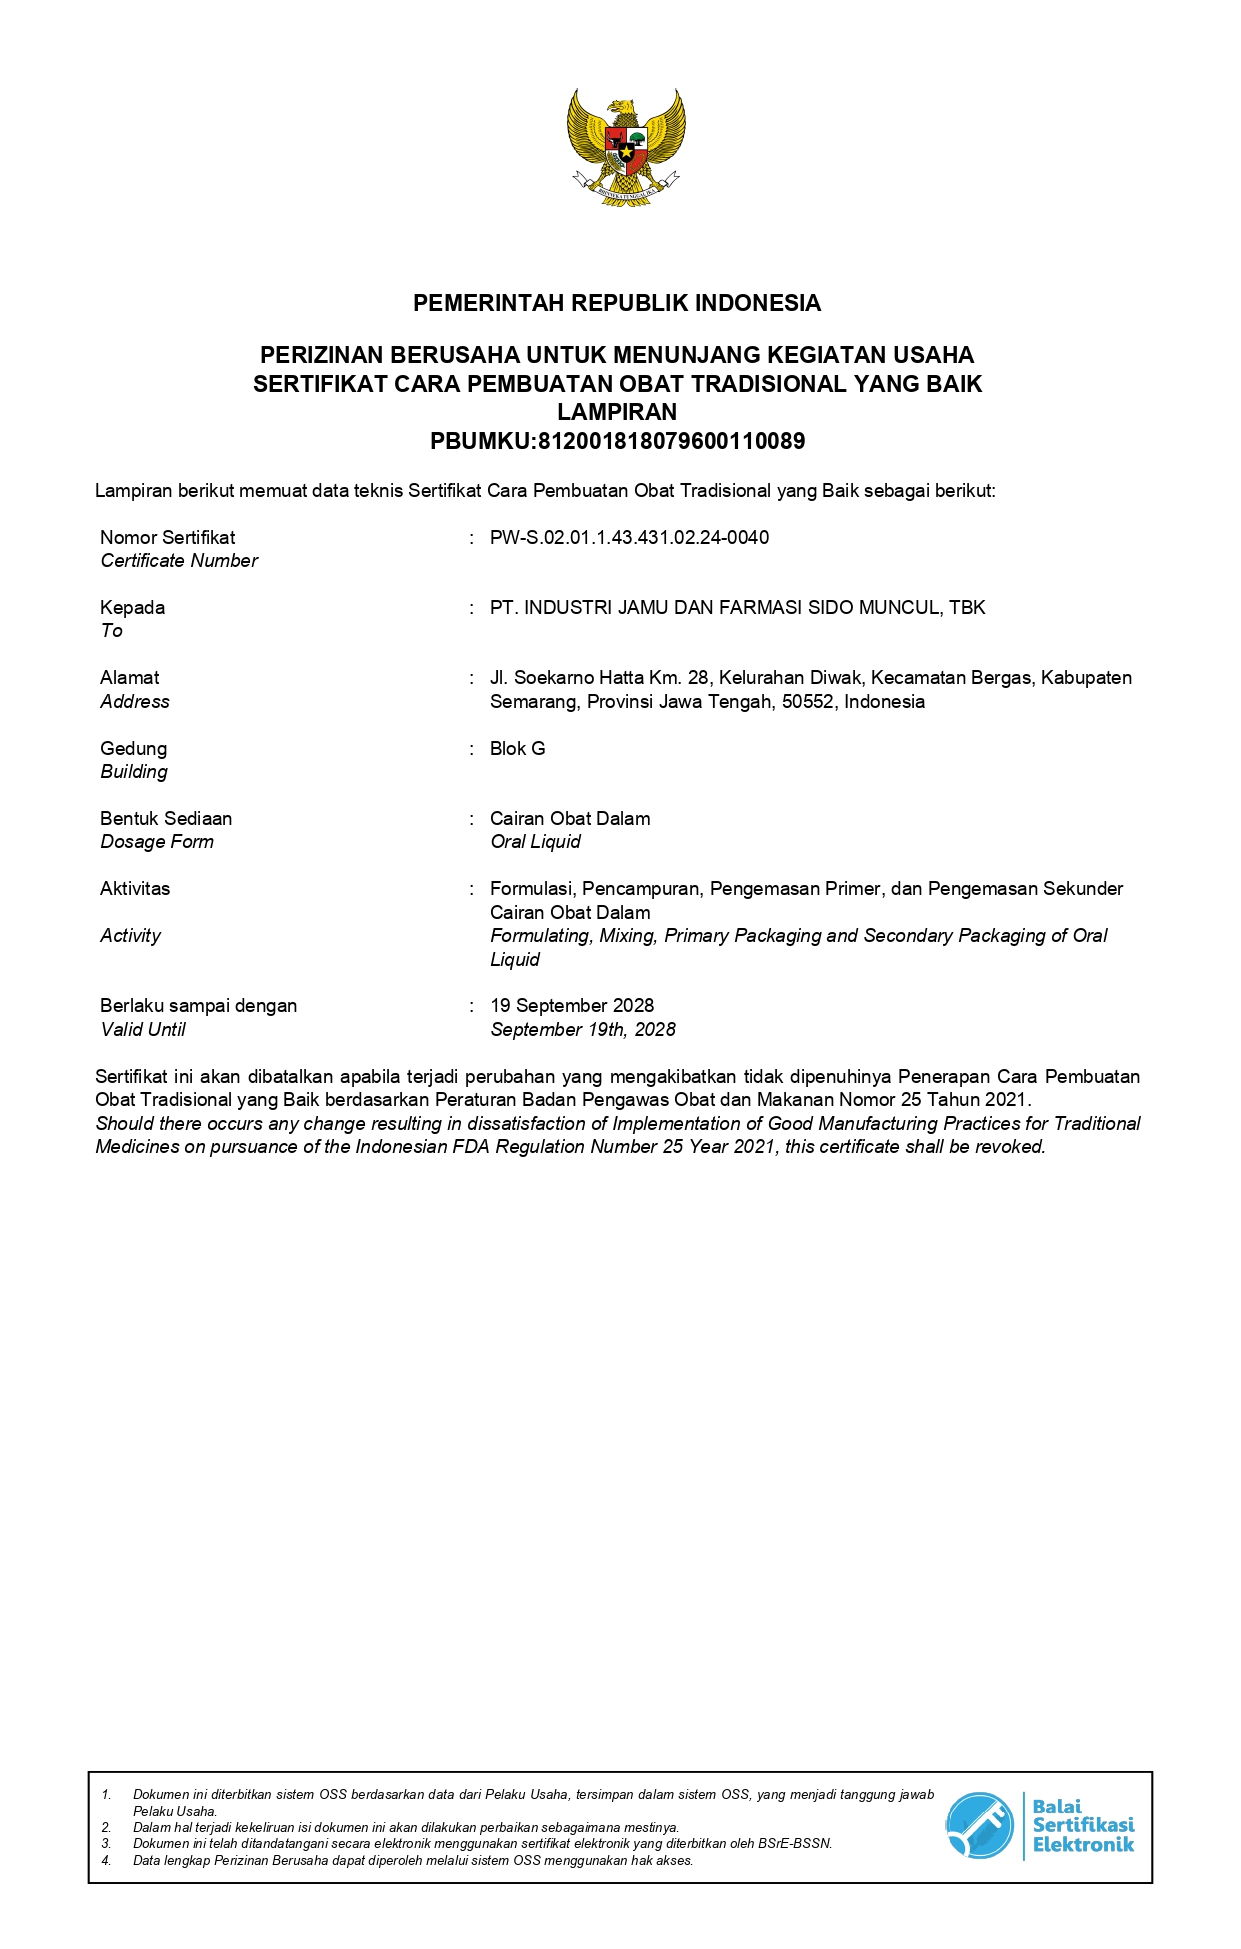 BHINNEKA TUNGGAL IKA
PEMERINTAH REPUBLIK INDONESIA
PERIZINAN BERUSAHA UNTUK MENUNJANG KEGIATAN USAHA
SERTIFIKAT CARA PEMBUATAN OBAT TRADISIONAL YANG BAIK
LAMPIRAN
PBUMKU:812001818079600110089
Lampiran berikut memuat data teknis Sertifikat Cara Pembuatan Obat Tradisional yang Baik sebagai berikut:
Nomor Sertifikat : PW-S.02.01.1.43.431.02.24-0040
Certificate Number
Kepada : PT. INDUSTRI JAMU DAN FARMASI SIDO MUNCUL, TBK
To
Alamat : Jl. Soekarno Hatta Km. 28, Kelurahan Diwak, Kecamatan Bergas, Kabupaten
Address Semarang, Provinsi Jawa Tengah, 50552, Indonesia
Gedung : Blok G
Building
Bentuk Sediaan : Cairan Obat Dalam
Dosage Form Oral Liquid
Aktivitas : Formulasi, Pencampuran, Pengemasan Primer, dan Pengemasan Sekunder
Cairan Obat Dalam
Activity Formulating, Mixing, Primary Packaging and Secondary Packaging of Oral
Liquid
Berlaku sampai dengan : 19 September 2028
Valid Until September 19th, 2028
Sertifikat ini akan dibatalkan apabila terjadi perubahan yang mengakibatkan tidak dipenuhinya Penerapan Cara Pembuatan
Obat Tradisional yang Baik berdasarkan Peraturan Badan Pengawas Obat dan Makanan Nomor 25 Tahun 2021.
Should there occurs any change resulting in dissatisfaction of Implementation of Good Manufacturing Practices for Traditional
Medicines on pursuance of the Indonesian FDA Regulation Number 25 Year 2021, this certificate shall be revoked.
1. Dokumen ini diterbitkan sistem OSS berdasarkan data dari Pelaku Usaha, tersimpan dalam sistem OSS, yang menjadi tanggung jawab
Pelaku Usaha.
2. Dalam hal terjadi kekeliruan isi dokumen ini akan dilakukan perbaikan sebagaimana mestinya.
3. Dokumen ini telah ditandatangani secara elektronik menggunakan sertifikat elektronik yang diterbitkan oleh BSrE-BSSN.
4. Data lengkap Perizinan Berusaha dapat diperoleh melalui sistem OSS menggunakan hak akses.
Balai
Sertifikasi
Elektronik